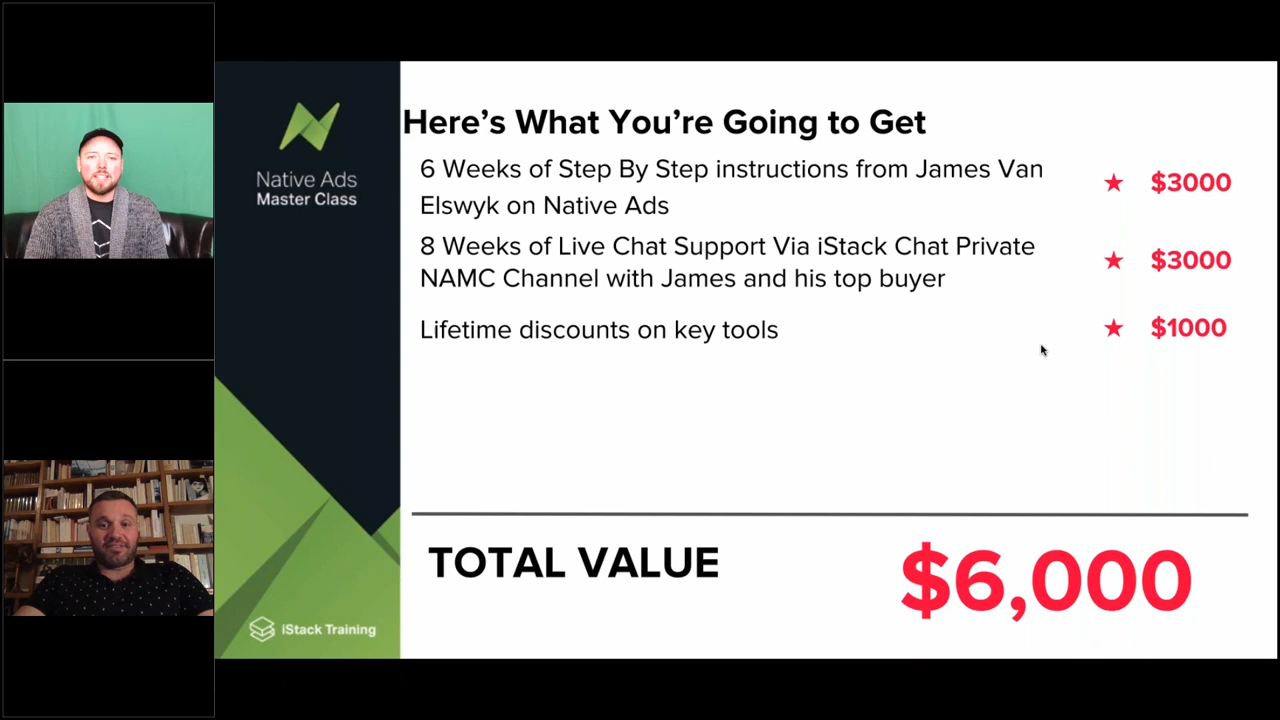 Native Ads
Master Class
Here's What You're Going to Get
6 Weeks of Step By Step instructions from James Van
Elswyk on Native Ads
★ $3000
8 Weeks of Live Chat Support Via iStack Chat Private
NAMC Channel with James and his top buyer
★ $3000
Lifetime discounts on key tools
★ $1000
TOTAL VALUE
$6,000
iStack Training